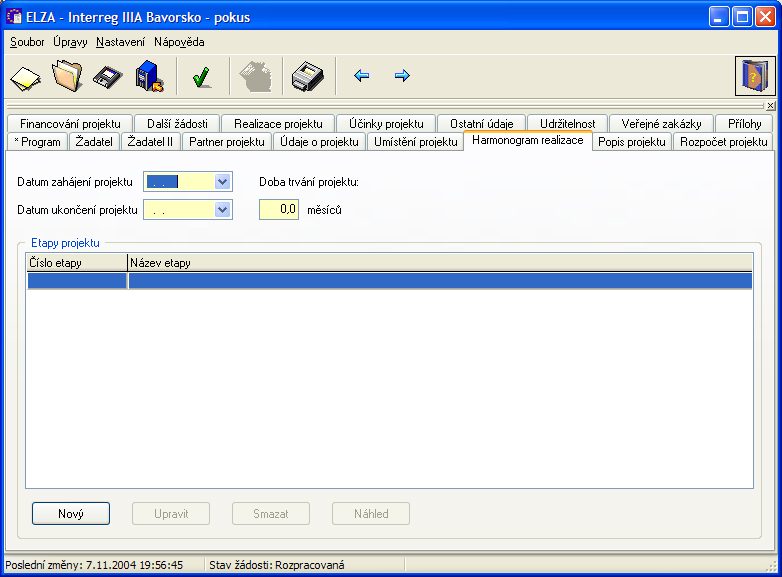 ELZA - Interreg IIIA Bavorsko - pokus
Soubor Úpravy Nastavení Nápověda
Financování projektu Další žádosti Realizace projektu Účinky projektu Ostatní údaje Udržitelnost Veřejné zakázky Přílohy
* Program Žadatel Žadatel II Partner projektu Údaje o projektu Umístění projektu Harmonogram realizace Popis projektu Rozpočet projektu
Datum zahájení projektu . . Doba trvání projektu:
Datum ukončení projektu . . 0,0 měsíců
Etapy projektu
Číslo etapy Název etapy
Nový Upravit Smazat Náhled
Poslední změny: 7.11.2004 19:56:45 Stav žádosti: Rozpracovaná